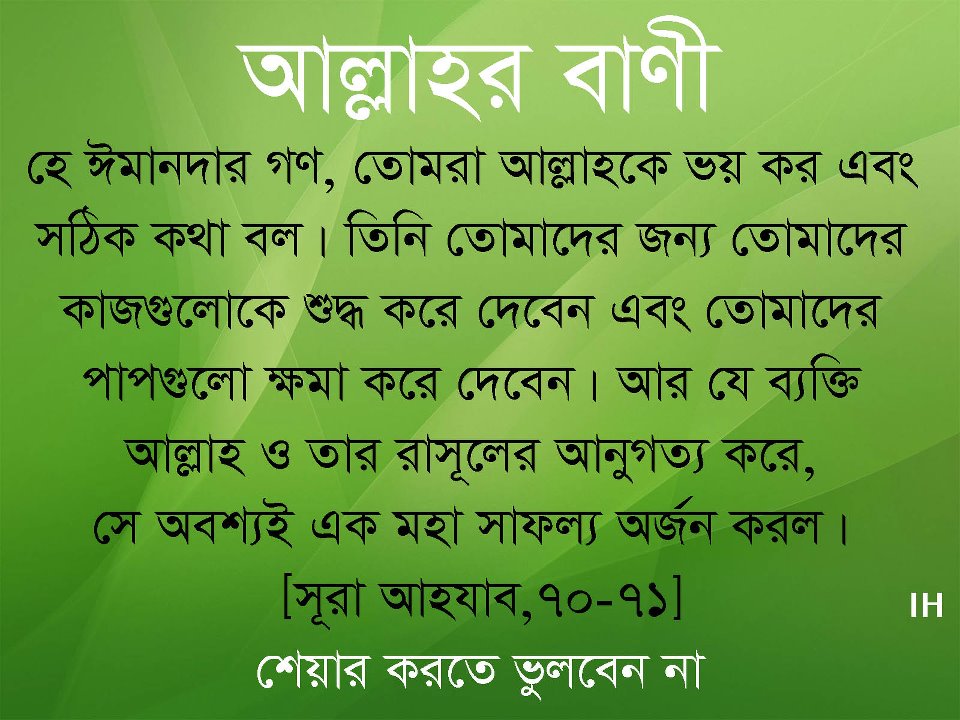 আল্লাহর বাণী
হে ঈমানদার গণ, তোমরা আল্লাহকে ভয় কর এবং
সঠিক কথা বল। তিনি তোমাদের জন্য তোমাদের
কাজগুলোকে শুদ্ধ করে দেবেন এবং তোমাদের
পাপগুলো ক্ষমা করে দেবেন। আর যে ব্যক্তি
আল্লাহ ও তার রাসূলের আনুগত্য করে,
সে অবশ্যই এক মহা সাফল্য অর্জন করল।
[সূরা আহযাব,৭০-৭১]
IH
শেয়ার করতে ভুলবেন না